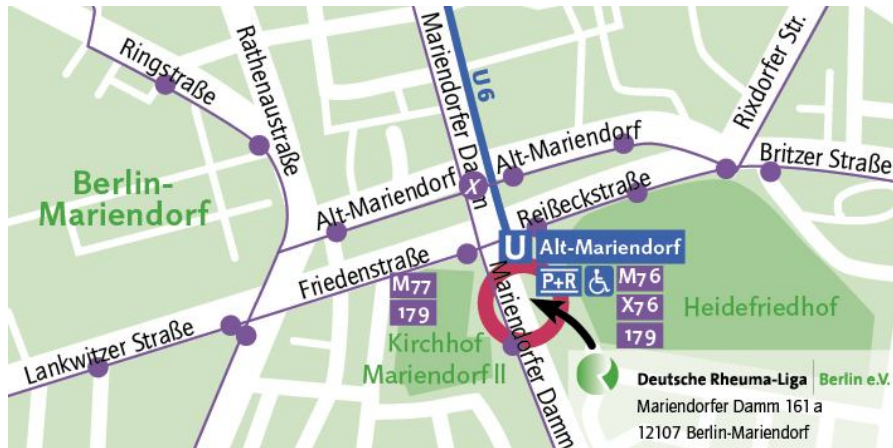 Ringstraße
Rathenaustraße
Mariendorfer Damm
U6
Rixdorfer Str.
Britzer Straße
Berlin-
Mariendorf
Alt-Mariendorf
X
Alt-Mariendorf
Reißeckstraße
Friedenstraße
Lankwitzer Straße
U Alt-Mariendorf
P+R
M76
X76
179
M77
179
Mariendorfer Damm
Kirchhof
Mariendorf II
Heidefriedhof
Deutsche Rheuma-Liga | Berlin e.V.
Mariendorfer Damm 161 a
12107 Berlin-Mariendorf